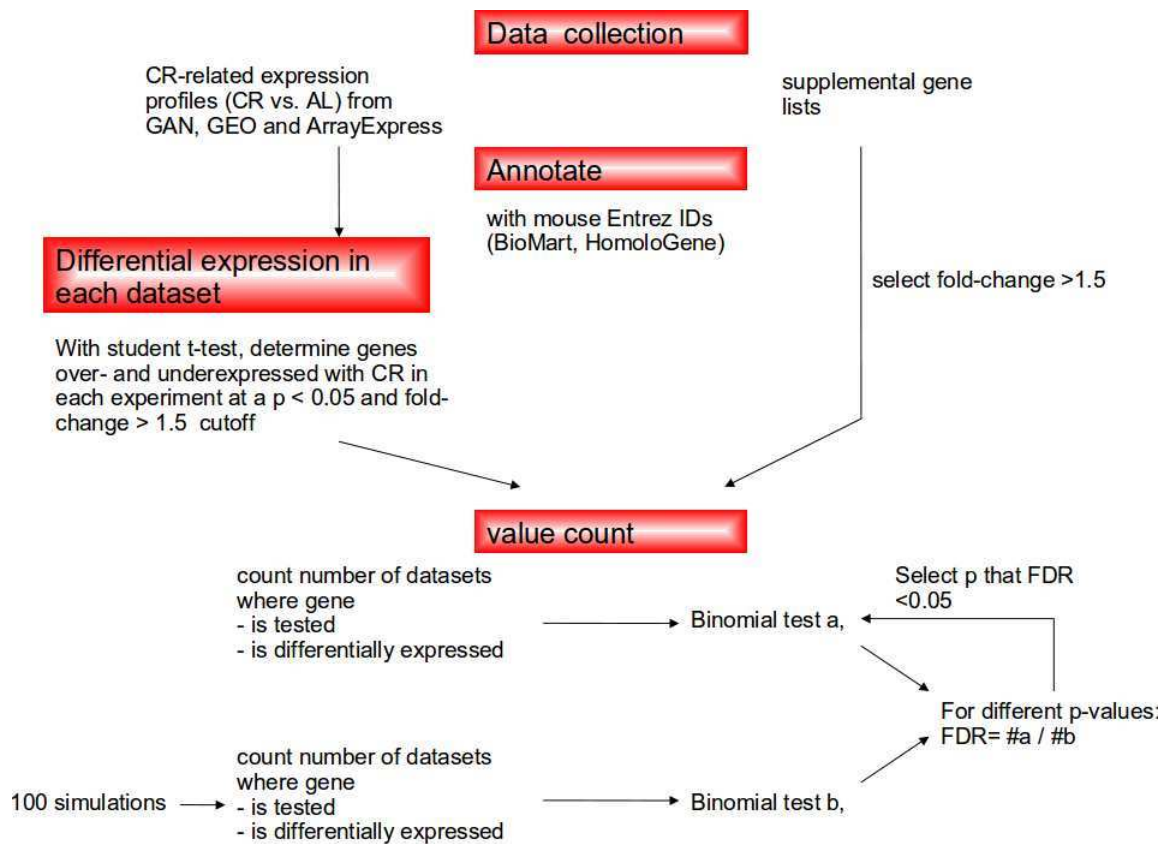 Data collection
CR-related expression
profiles (CR vs. AL) from
GAN, GEO and ArrayExpress
supplemental gene
lists
Annotate
with mouse Entrez IDs
(BioMart, HomoloGene)
Differential expression in
each dataset
select fold-change >1.5
With student t-test, determine genes
over- and underexpressed with CR in
each experiment at a p < 0.05 and fold-
change > 1.5 cutoff
value count
count number of datasets
where gene
- is tested
- is differentially expressed
Binomial test a,
Select p that FDR
<0.05
For different p-values:
FDR= #a / #b
100 simulations
count number of datasets
where gene
- is tested
- is differentially expressed
Binomial test b,